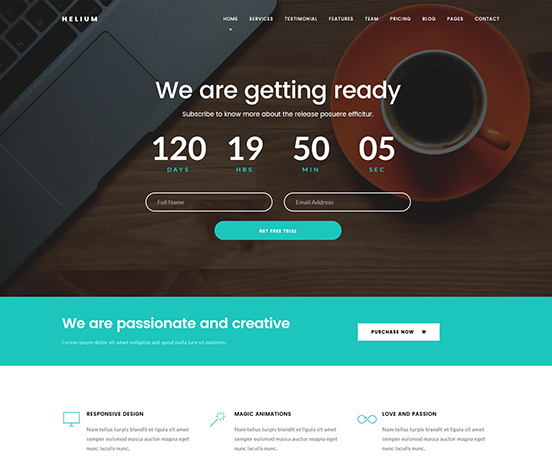 HELIUM
HOME SERVICES TESTIMONIAL FEATURES TEAM PRICING BLOG PAGES CONTACT
We are getting ready
Subscribe to know more about the release posuere efficitur.
120 19 50 05
DAYS HRS MIN SEC
Full Name Email Address
GET FREE TRIAL
We are passionate and creative
Lorem ipsum dolor sit amet voluptas aut quod nulla iure ut maiores.
PURCHASE NOW
RESPONSIVE DESIGN MAGIC ANIMATIONS LOVE AND PASSION
Nam tellus turpis blandit et ligula sit amet Nam tellus turpis blandit et ligula sit amet Nam tellus turpis blandit et ligula sit amet
semper euismod massa auctor magna eget semper euismod massa auctor magna eget semper euismod massa auctor magna eget
iaculis nunc. iaculis nunc. iaculis nunc.